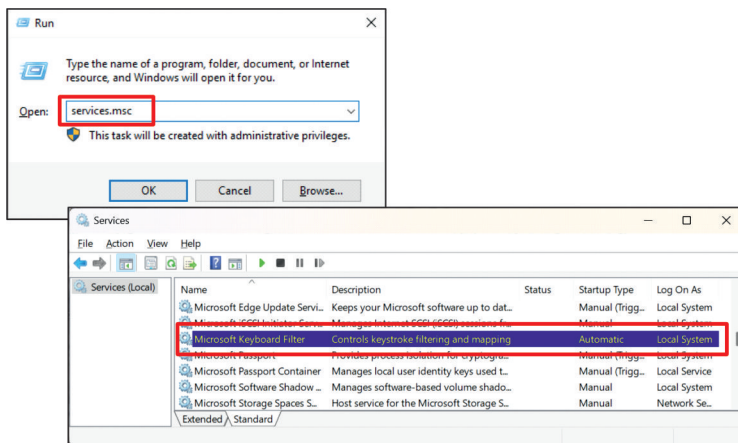 Run
Type the name of a program, folder, document, or Internet
resource, and Windows will open it for you.
Open: services.msc
This task will be created with administrative privileges.
OK Cancel Browse...
Services
File Action View Help
Services (Local)
Name Description Status Startup Type Log On As
Microsoft Edge Update Servi... Keeps your Microsoft software up to dat... Manual (Trigg... Local System
Microsoft iSCSI Initiator Servi... Manages Internet SCSI (iSCSI) sessions fr... Manual Local System
Microsoft Keyboard Filter Controls keystroke filtering and mapping Automatic Local System
Microsoft Passport Provides process isolation for cryptogra... Manual (Trigg... Local System
Microsoft Passport Container Manages local user identity keys used t... Manual (Trigg... Local Service
Microsoft Software Shadow ... Manages software-based volume shado... Manual Local System
Microsoft Storage Spaces S... Host service for the Microsoft Storage S... Manual Network Se...
Extended Standard